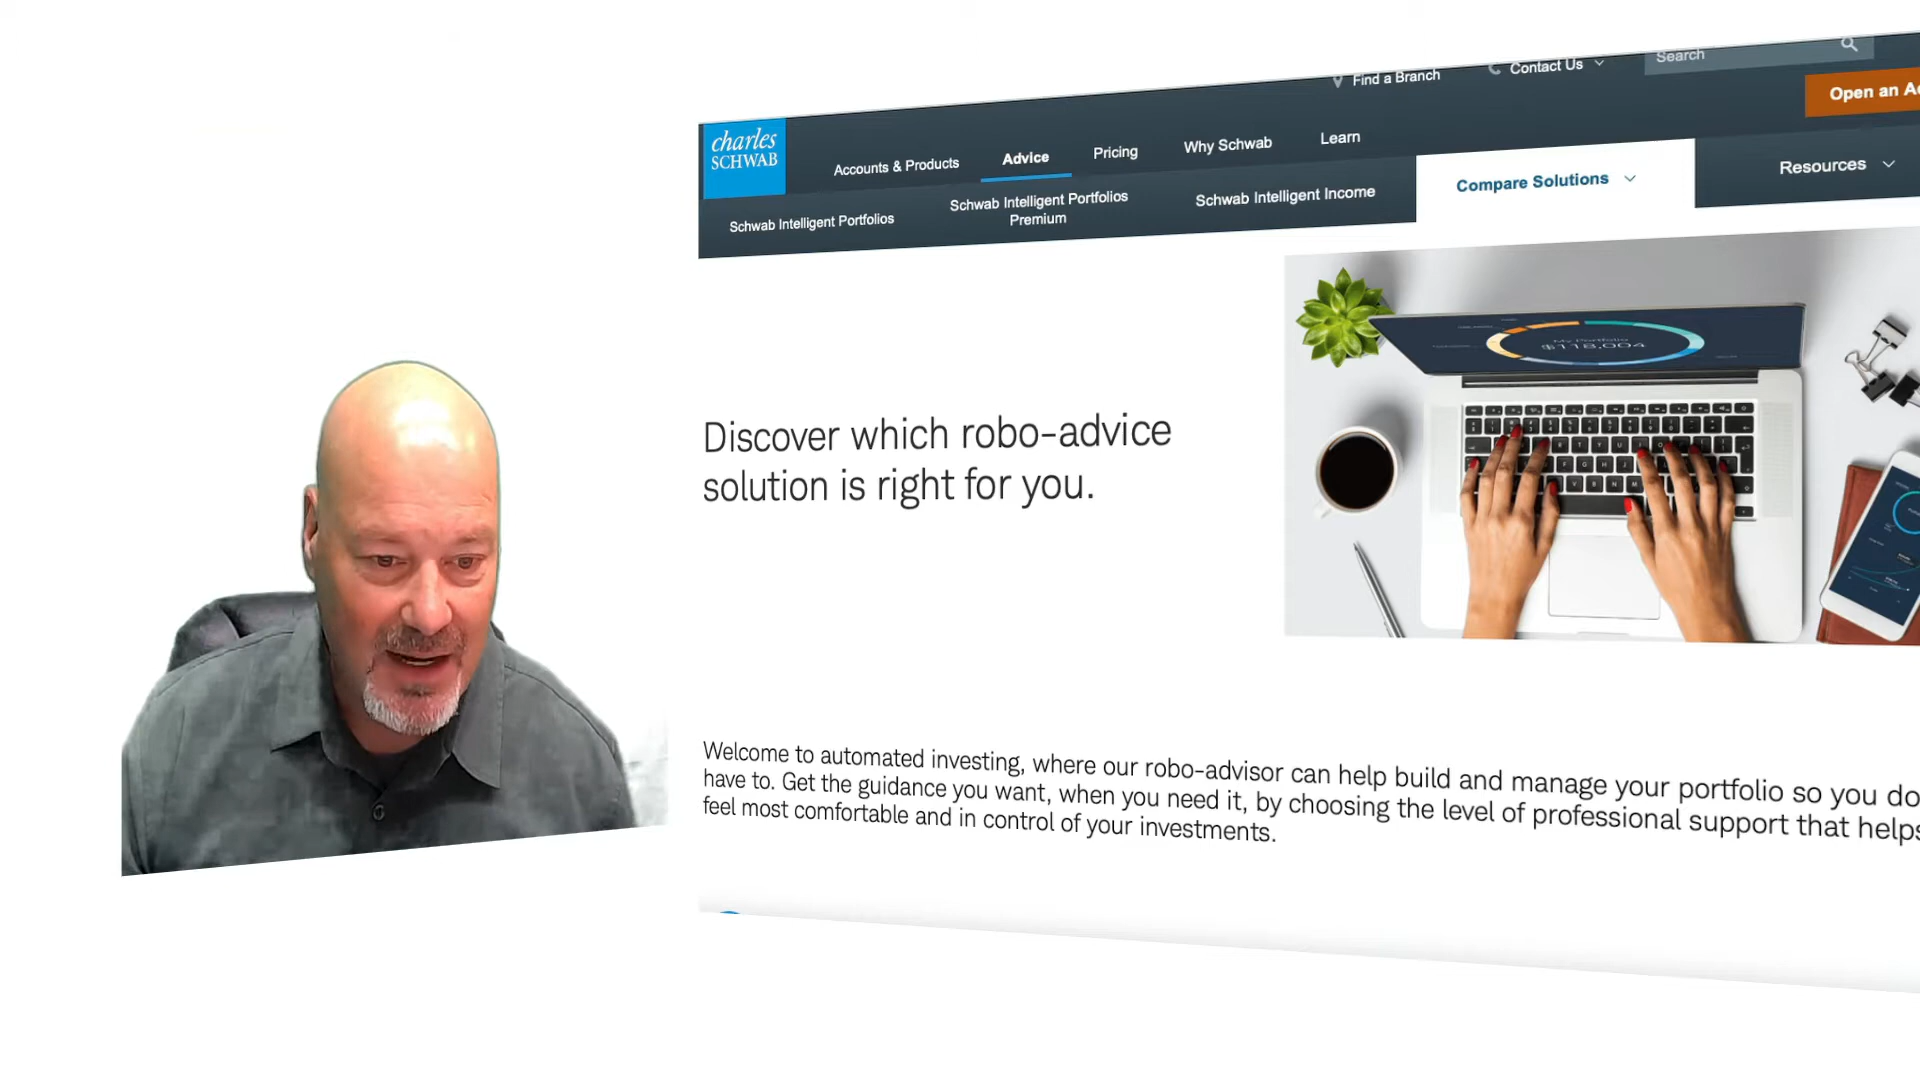 Find a Branch
Contact Us
Search
Open an
charles
SCHWAB
Accounts & Products
Advice
Pricing
Why Schwab
Learn
Schwab Intelligent Portfolios
Schwab Intelligent Portfolios
Premium
Schwab Intelligent Income
Compare Solutions
Resources
My Portfolio
$118,004
Discover which robo-advice
solution is right for you.
Welcome to automated investing, where our robo-advisor can help build and manage your portfolio so you do
have to. Get the guidance you want, when you need it, by choosing the level of professional support that helps
feel most comfortable and in control of your investments.